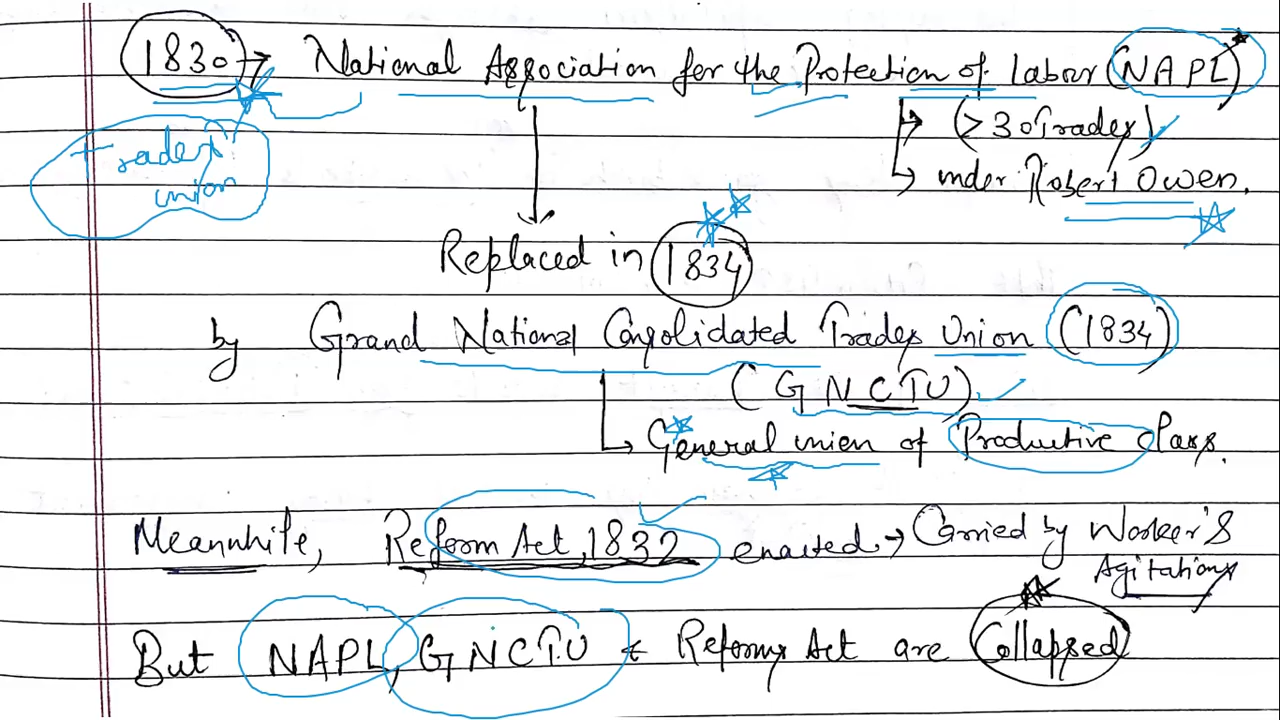 1830 → National Association for the Protection of labour (NAPL)
Trades union
→ (> 30 Trades)
→ under Robert Owen.
Replaced in 1834
by Grand National Consolidated Trades Union (1834)
(GNCTU)
→ General union of Productive class.
Meanwhile, Reform Act, 1832 enacted → Carried by Worker's Agitations
But NAPL, GNCTU & Reforms Act are Collapsed